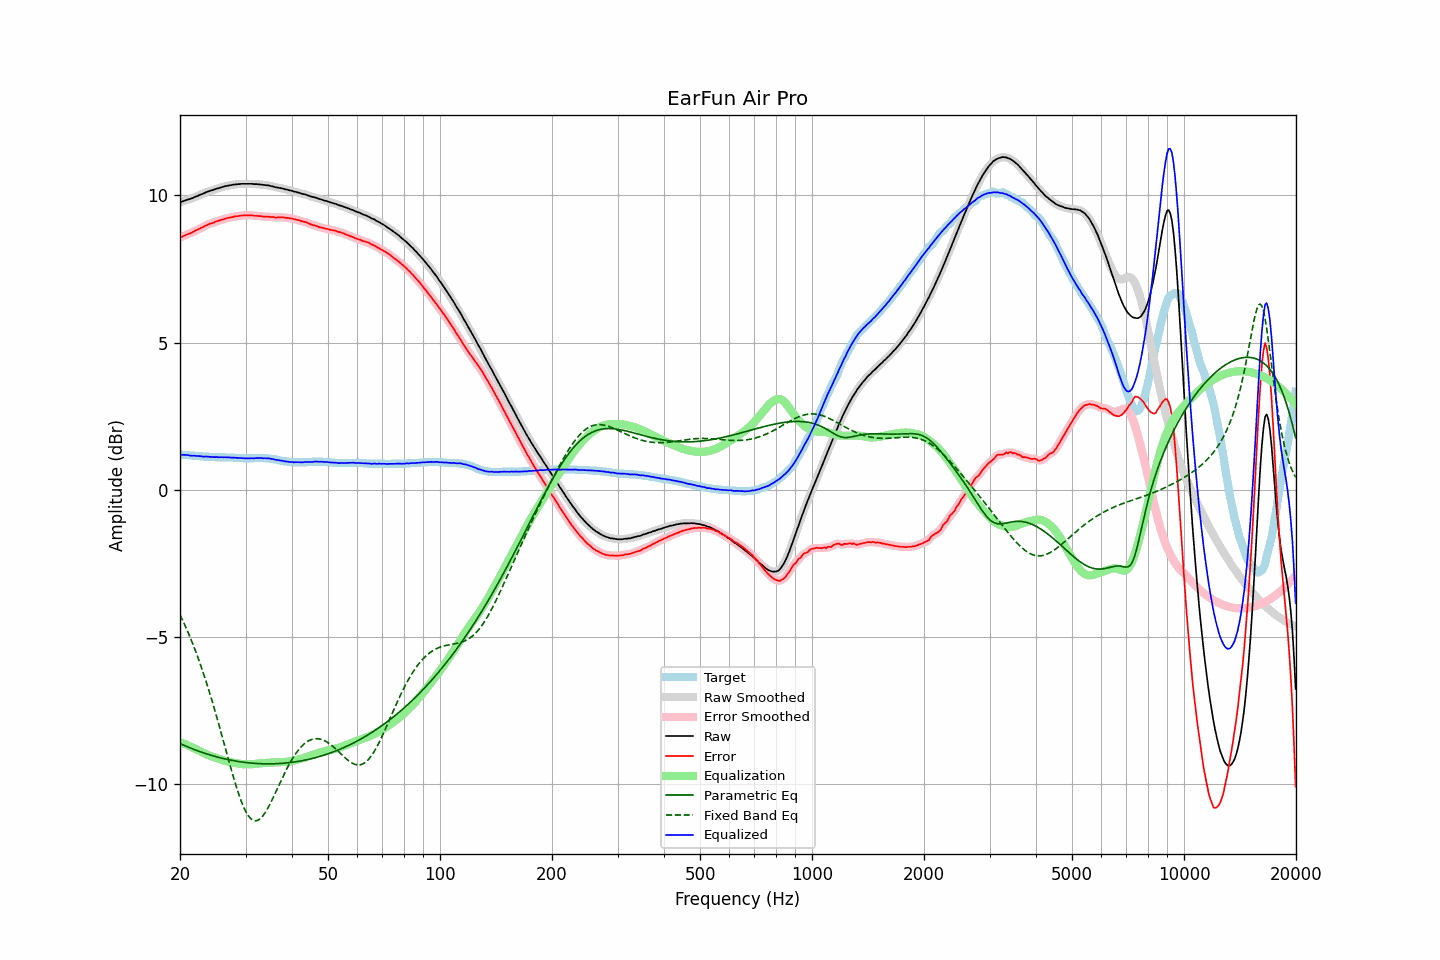 EarFun Air Pro
Amplitude (dBr)
10
5
0
−5
−10
Target
Raw Smoothed
Error Smoothed
Raw
Error
Equalization
Parametric Eq
Fixed Band Eq
Equalized
20 50 100 200 500 1000 2000 5000 10000 20000
Frequency (Hz)